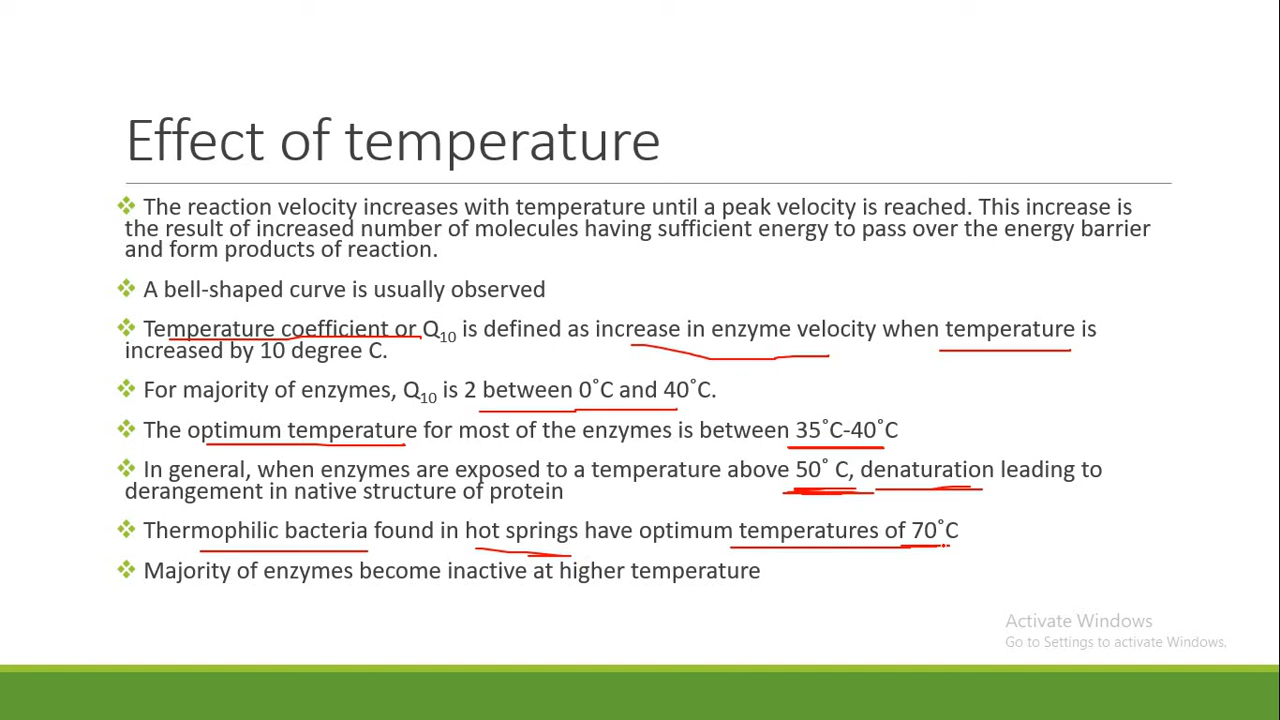 Effect of temperature
❖ The reaction velocity increases with temperature until a peak velocity is reached. This increase is
the result of increased number of molecules having sufficient energy to pass over the energy barrier
and form products of reaction.
❖ A bell-shaped curve is usually observed
❖ Temperature coefficient or Q₁₀ is defined as increase in enzyme velocity when temperature is
increased by 10 degree C.
❖ For majority of enzymes, Q₁₀ is 2 between 0˚C and 40˚C.
❖ The optimum temperature for most of the enzymes is between 35˚C-40˚C
❖ In general, when enzymes are exposed to a temperature above 50˚ C, denaturation leading to
derangement in native structure of protein
❖ Thermophilic bacteria found in hot springs have optimum temperatures of 70˚C
❖ Majority of enzymes become inactive at higher temperature
Activate Windows
Go to Settings to activate Windows.